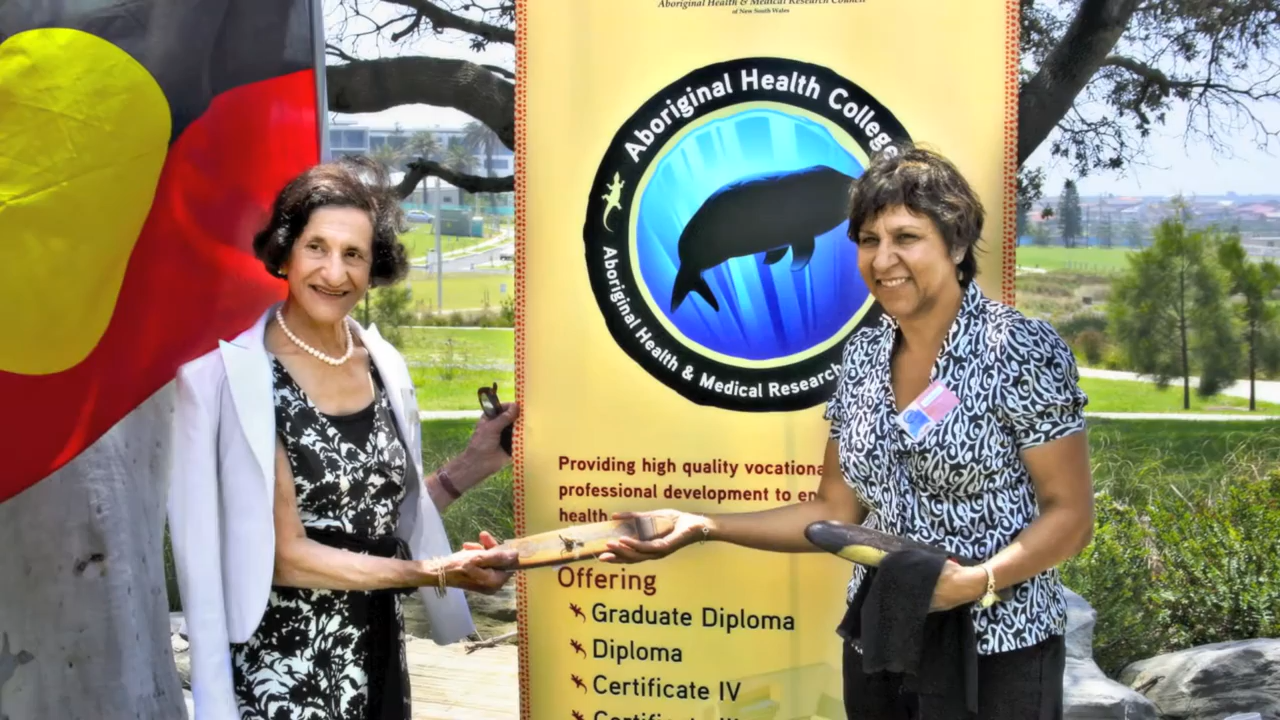 Aboriginal Health & Medical Research Council
of New South Wales
Aboriginal Health College
Aboriginal Health & Medical Research
Providing high quality vocationa
professional development to en
health
Offering
Graduate Diploma
Diploma
Certificate IV